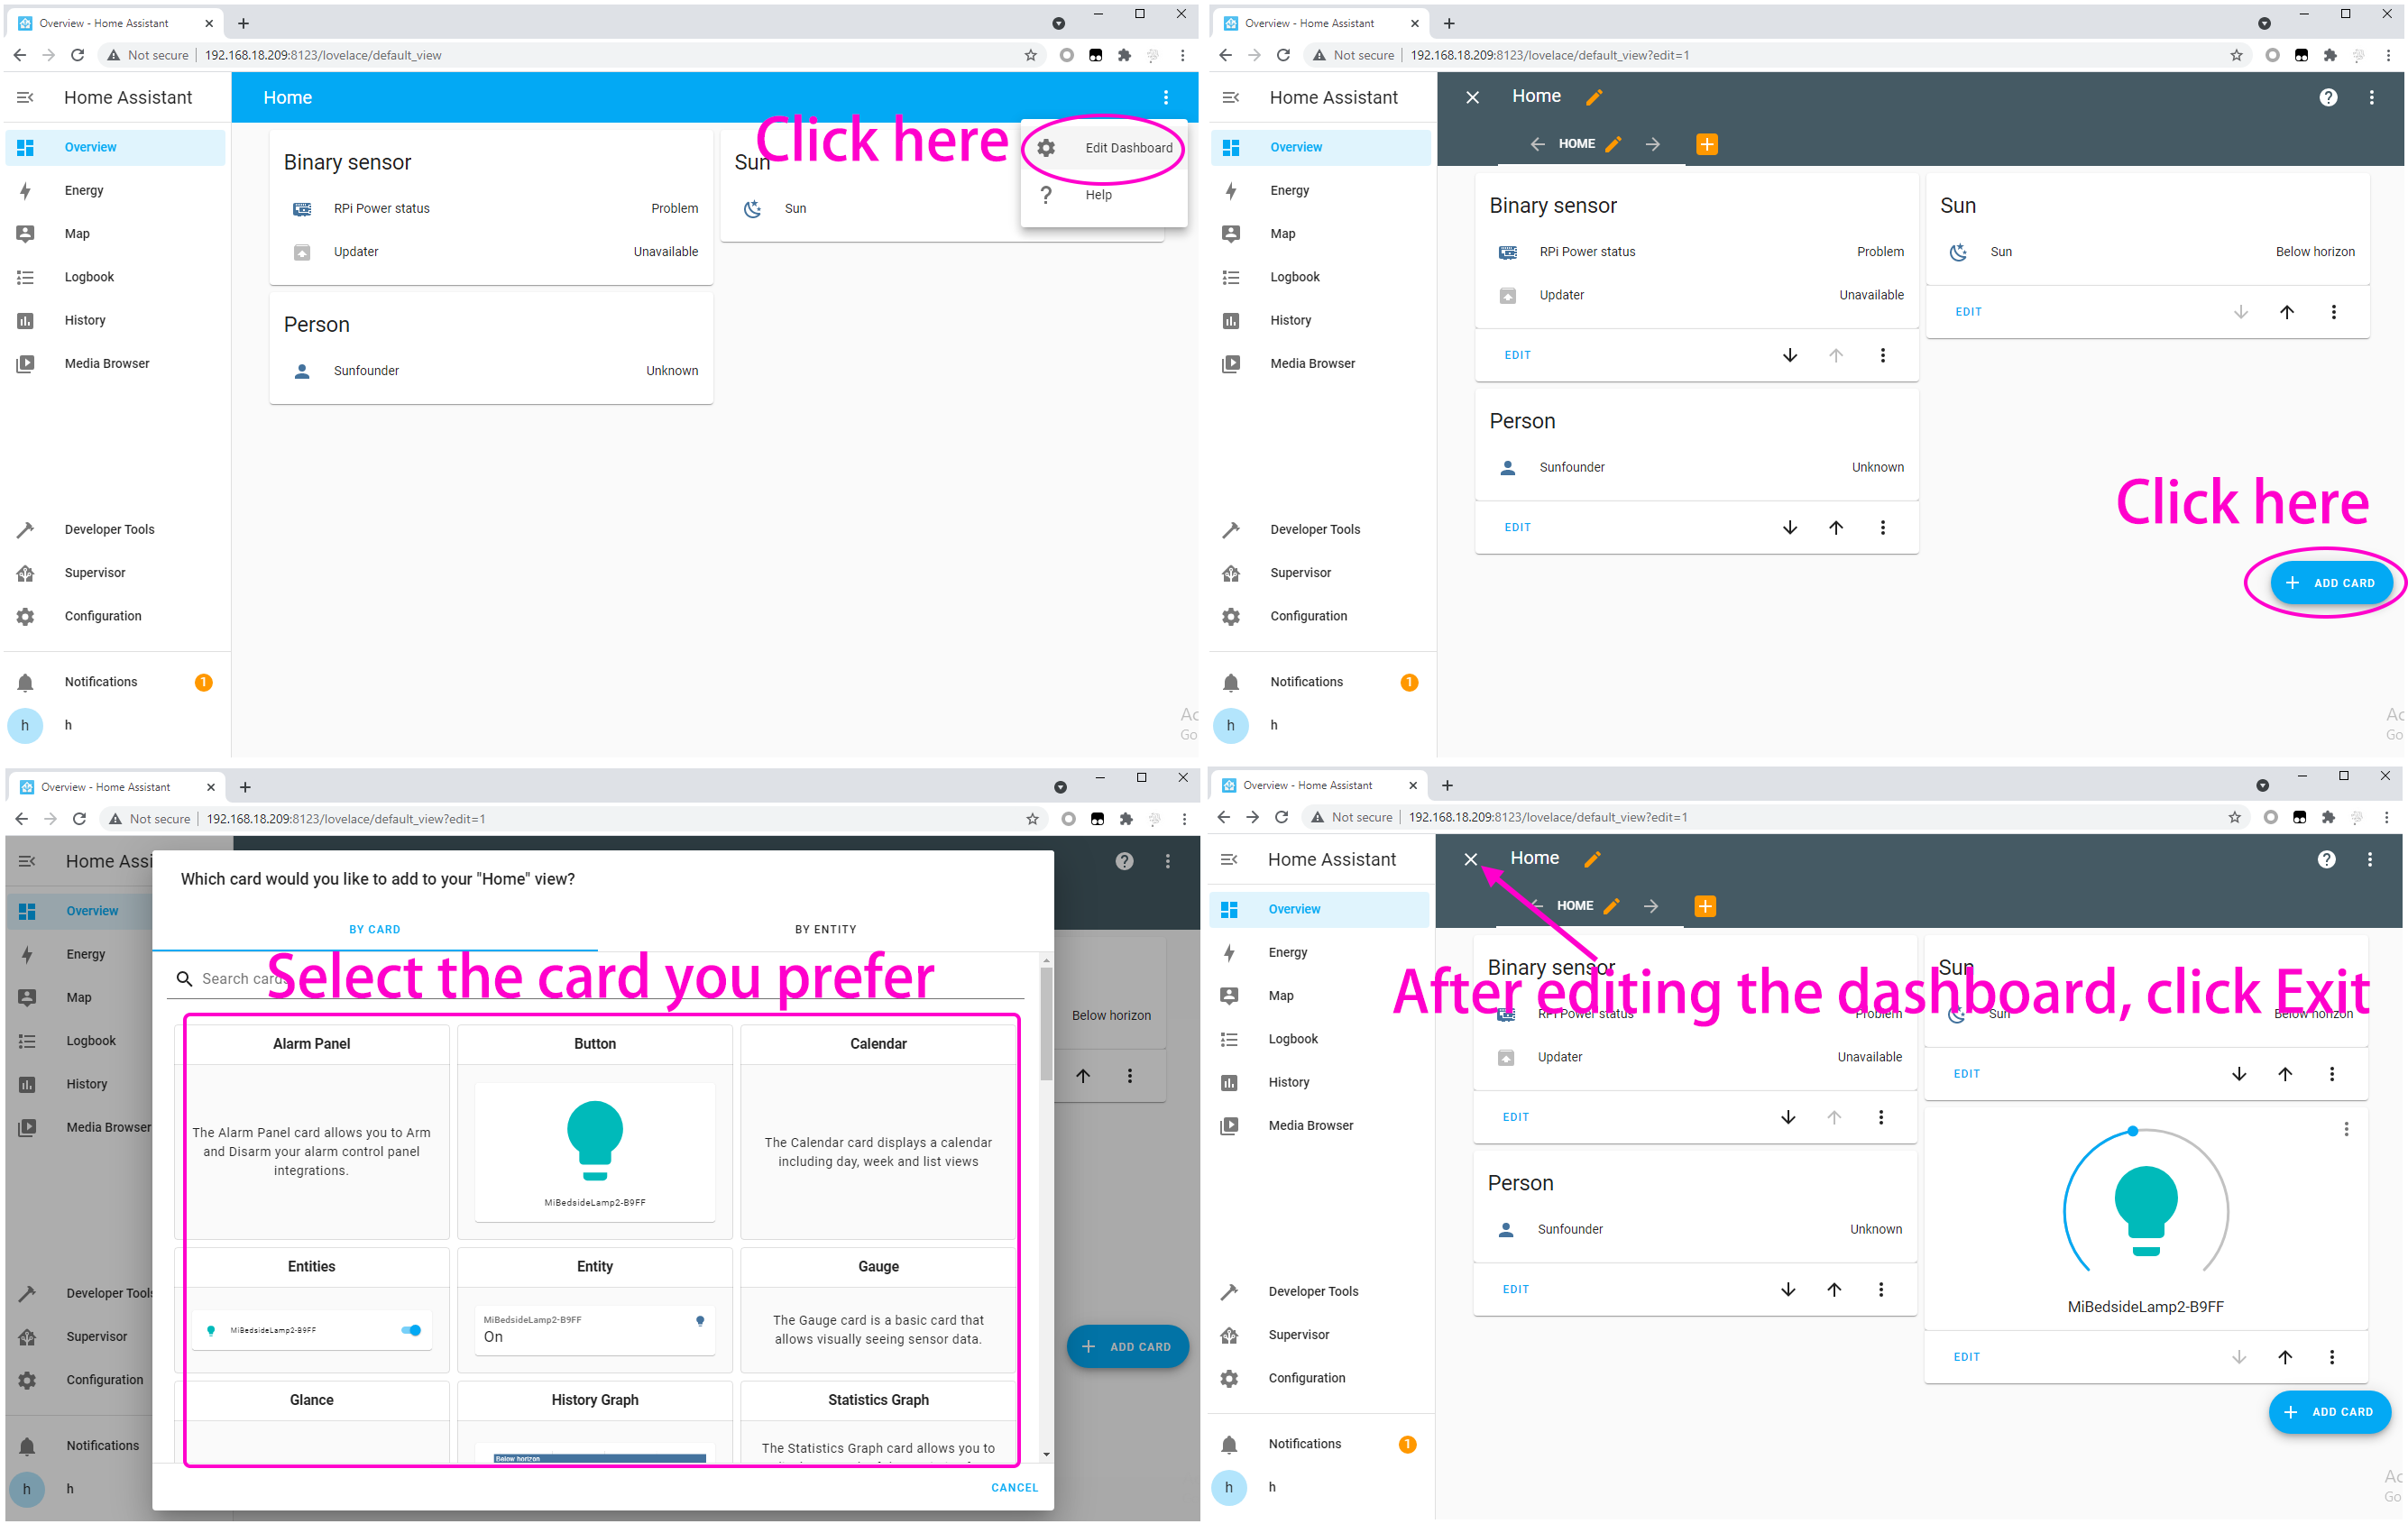 Overview - Home Assistant
Not secure 192.168.18.209:8123/lovelace/default_view
Home Assistant
Home
Click here
Edit Dashboard
Help
Overview
Energy
Map
Logbook
History
Media Browser
Developer Tools
Supervisor
Configuration
Notifications 1
h h
Binary sensor
RPi Power status Problem
Updater Unavailable
Person
Sunfounder Unknown
Sun
Sun
Ac
Go
Overview - Home Assistant
Not secure 192.168.18.209:8123/lovelace/default_view?edit=1
Home Assistant
Home
HOME
Overview
Energy
Map
Logbook
History
Media Browser
Developer Tools
Supervisor
Configuration
Notifications 1
h h
Binary sensor
RPi Power status Problem
Updater Unavailable
EDIT
Person
Sunfounder Unknown
EDIT
Sun
Sun Below horizon
EDIT
Click here
ADD CARD
Ac
Go
Overview - Home Assistant
Not secure 192.168.18.209:8123/lovelace/default_view?edit=1
Home Assi
Overview
Energy
Map
Logbook
History
Media Browser
Developer Tools
Supervisor
Configuration
Notifications
h h
Which card would you like to add to your "Home" view?
BY CARD BY ENTITY
Search cards
Select the card you prefer
Alarm Panel
The Alarm Panel card allows you to Arm
and Disarm your alarm control panel
integrations.
Button
MiBedsideLamp2-B9FF
Calendar
The Calendar card displays a calendar
including day, week and list views
Entities
MiBedsideLamp2-B9FF
Entity
MiBedsideLamp2-B9FF
On
Gauge
The Gauge card is a basic card that
allows visually seeing sensor data.
Glance
History Graph
Below horizon
Statistics Graph
The Statistics Graph card allows you to
CANCEL
Below horizon
ADD CARD
Overview - Home Assistant
Not secure 192.168.18.209:8123/lovelace/default_view?edit=1
Home Assistant
Home
HOME
Overview
Energy
Map
Logbook
History
Media Browser
Developer Tools
Supervisor
Configuration
Notifications 1
h h
Binary sensor
After editing the dashboard, click Exit
RPi Power status Problem
Updater Unavailable
EDIT
Person
Sunfounder Unknown
EDIT
Sun
Sun Below horizon
EDIT
MiBedsideLamp2-B9FF
EDIT
ADD CARD
Ac
Go